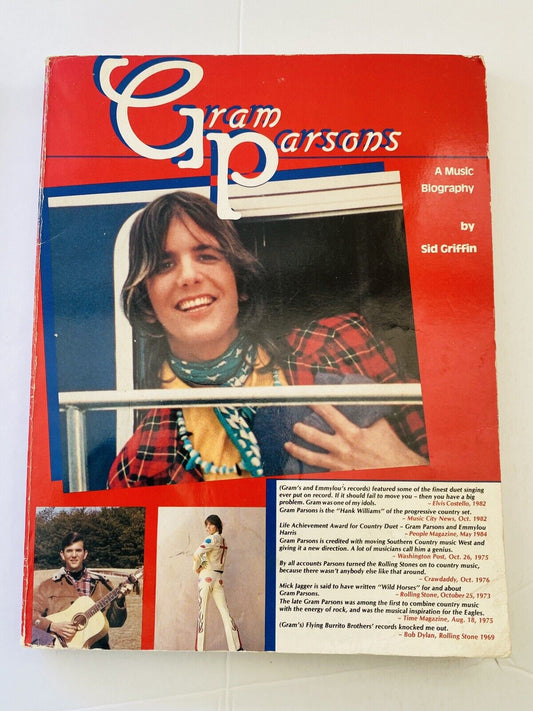 Gram
Parsons
A Music
Biography
by
Sid Griffin
(Gram's and Emmylou's records) featured some of the finest duet singing
ever put on record. If it should fail to move you – then you have a big
problem. Gram was one of my idols.
– Elvis Costello, 1982
Gram Parsons is the "Hank Williams" of the progressive country set.
– Music City News, Oct. 1982
Life Achievement Award for Country Duet – Gram Parsons and Emmylou
Harris
– People Magazine, May 1984
Gram Parsons is credited with moving Southern Country music West and
giving it a new direction. A lot of musicians call him a genius.
– Washington Post, Oct. 26, 1975
By all accounts Parsons turned the Rolling Stones on to country music,
because there wasn't anybody else like that around.
– Crawdaddy, Oct. 1976
Mick Jagger is said to have written "Wild Horses" for and about
Gram Parsons.
– Rolling Stone, October 25, 1973
The late Gram Parsons was among the first to combine country music
with the energy of rock, and was the musical inspiration for the Eagles.
– Time Magazine, Aug. 18, 1975
(Gram's) Flying Burrito Brothers' records knocked me out.
– Bob Dylan, Rolling Stone 1969